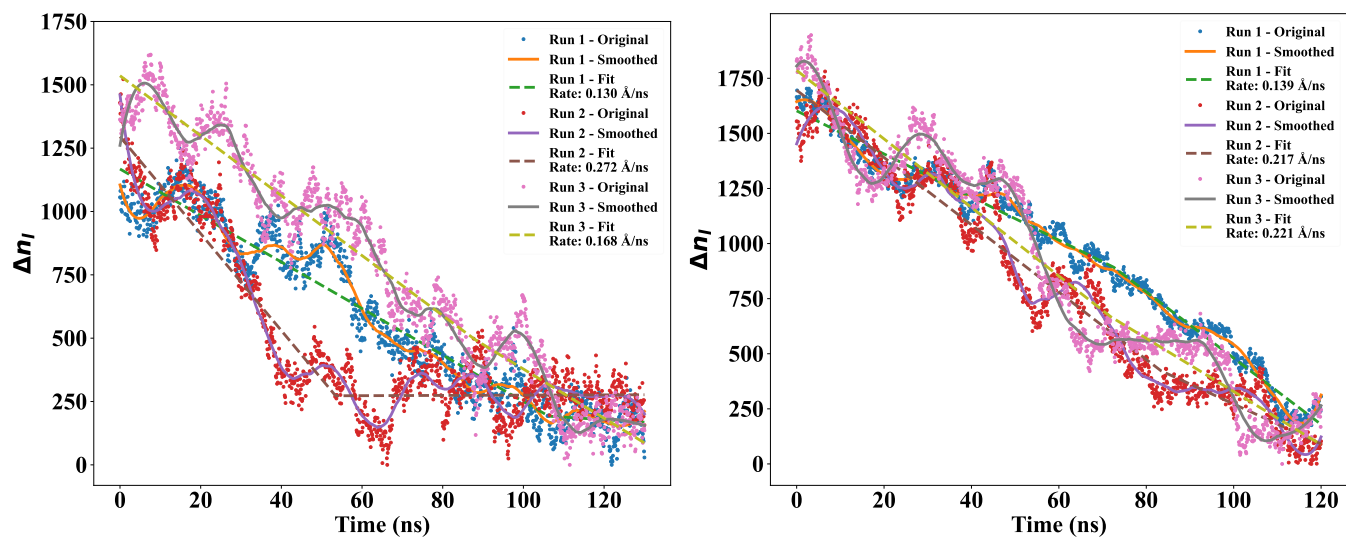 1750
1500
1250
1000
750
500
250
0
Δn_I
0
20
40
60
80
100
120
Time (ns)
Run 1 - Original
Run 1 - Smoothed
Run 1 - Fit
Rate: 0.130 Å/ns
Run 2 - Original
Run 2 - Smoothed
Run 2 - Fit
Rate: 0.272 Å/ns
Run 3 - Original
Run 3 - Smoothed
Run 3 - Fit
Rate: 0.168 Å/ns
1750
1500
1250
1000
750
500
250
0
Δn_I
0
20
40
60
80
100
120
Time (ns)
Run 1 - Original
Run 1 - Smoothed
Run 1 - Fit
Rate: 0.139 Å/ns
Run 2 - Original
Run 2 - Smoothed
Run 2 - Fit
Rate: 0.217 Å/ns
Run 3 - Original
Run 3 - Smoothed
Run 3 - Fit
Rate: 0.221 Å/ns